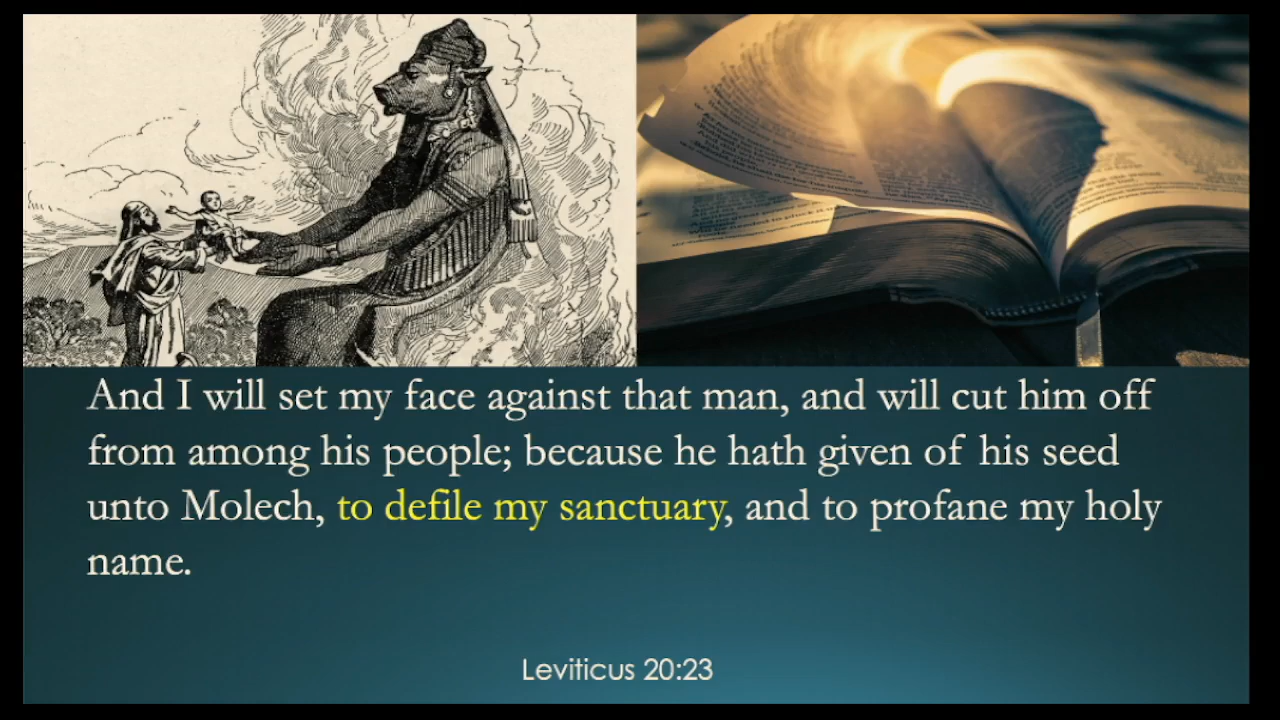 And I will set my face against that man, and will cut him off
from among his people; because he hath given of his seed
unto Molech, to defile my sanctuary, and to profane my holy
name.
Leviticus 20:23